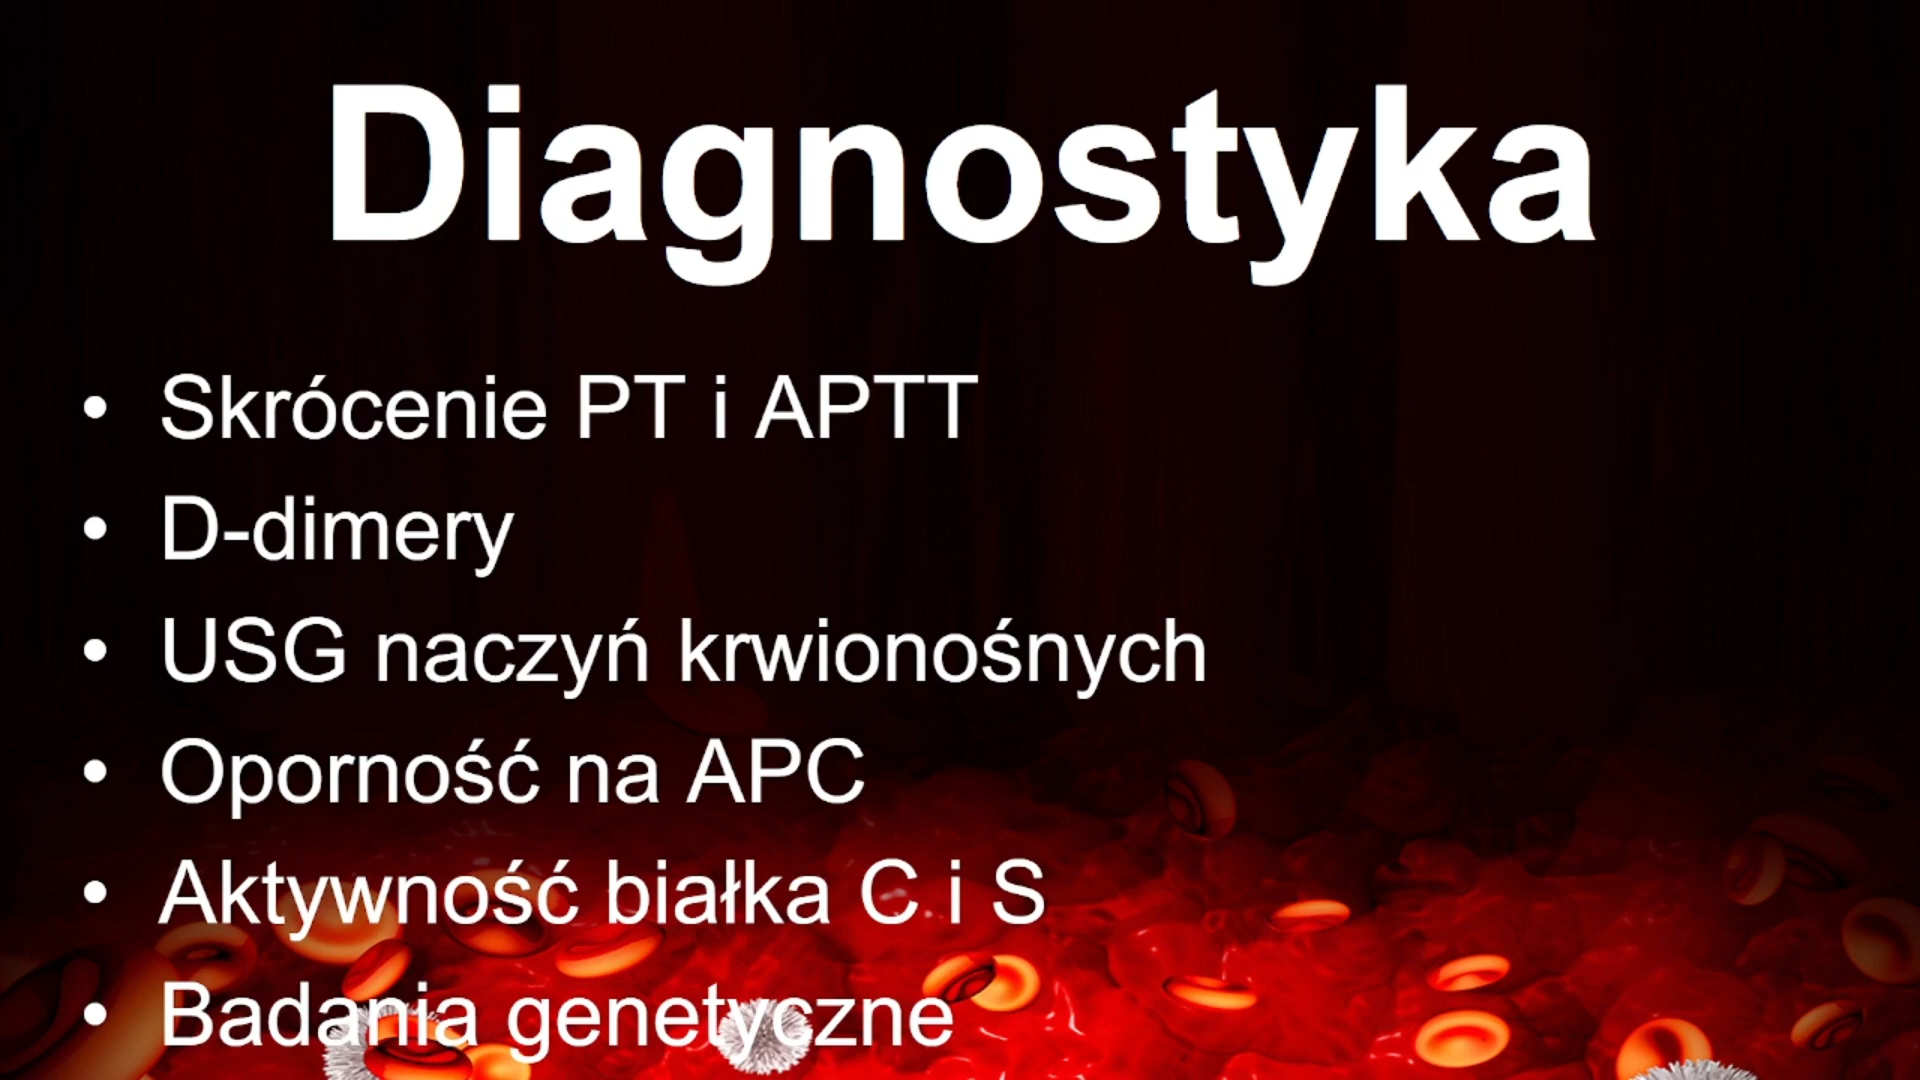 Diagnostyka
• Skrócenie PT i APTT
• D-dimery
• USG naczyń krwionośnych
• Oporność na APC
• Aktywność białka C i S
• Badania genetyczne